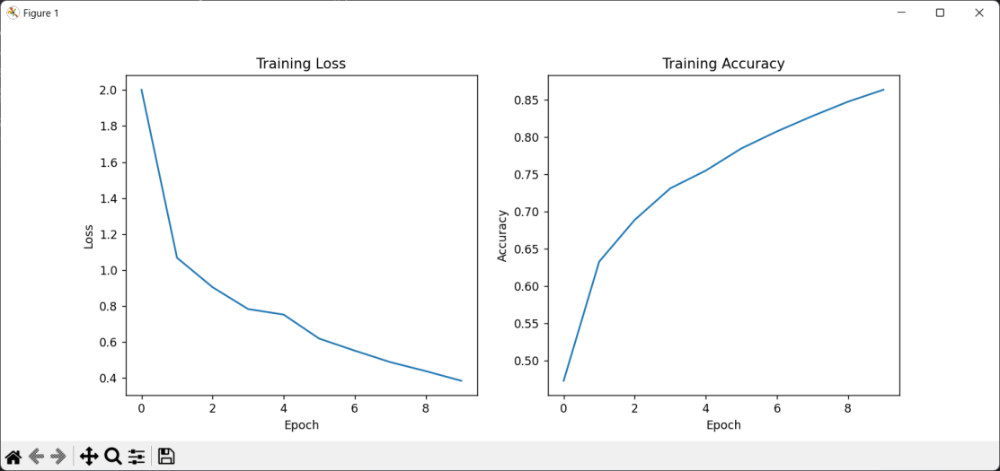 Figure 1
Training Loss
2.0
1.8
1.6
1.4
1.2
1.0
0.8
0.6
0.4
Loss
0 2 4 6 8
Epoch
Training Accuracy
0.85
0.80
0.75
0.70
0.65
0.60
0.55
0.50
Accuracy
0 2 4 6 8
Epoch